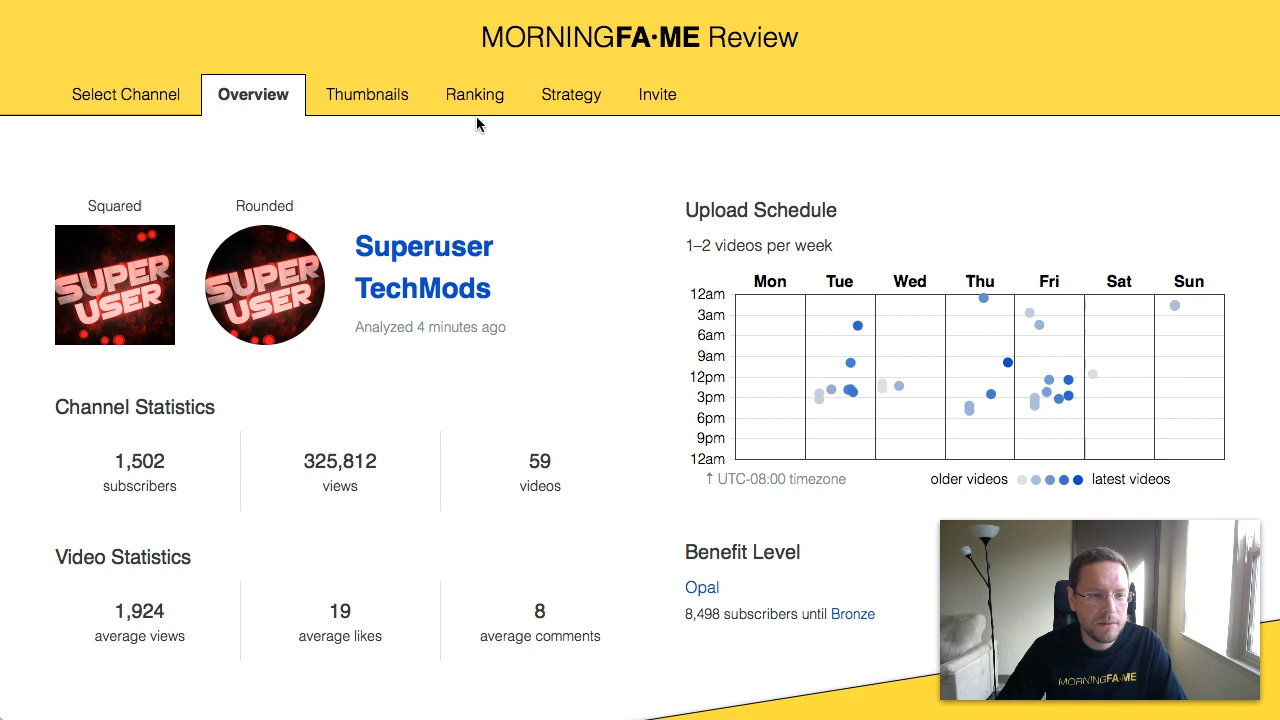 MORNINGFA·ME Review
Select Channel
Overview
Thumbnails
Ranking
Strategy
Invite
Squared
Rounded
SUPER
USER
SUPER
USER
Superuser
TechMods
Analyzed 4 minutes ago
Channel Statistics
1,502
subscribers
325,812
views
59
videos
Video Statistics
1,924
average views
19
average likes
8
average comments
Upload Schedule
1–2 videos per week
Mon Tue Wed Thu Fri Sat Sun
12am
3am
6am
9am
12pm
3pm
6pm
9pm
12am
↑ UTC-08:00 timezone
older videos
latest videos
Benefit Level
Opal
8,498 subscribers until Bronze
MORNINGFA·ME